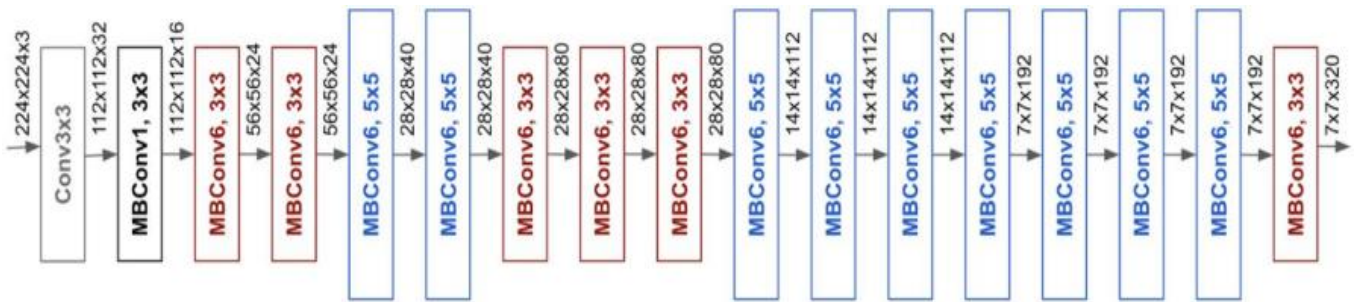 224x224x3
Conv3x3
112x112x32
MBConv1, 3x3
112x112x16
MBConv6, 3x3
56x56x24
MBConv6, 3x3
56x56x24
MBConv6, 5x5
28x28x40
MBConv6, 5x5
28x28x40
MBConv6, 3x3
28x28x80
MBConv6, 3x3
28x28x80
MBConv6, 3x3
28x28x80
MBConv6, 5x5
14x14x112
MBConv6, 5x5
14x14x112
MBConv6, 5x5
14x14x112
MBConv6, 5x5
7x7x192
MBConv6, 5x5
7x7x192
MBConv6, 5x5
7x7x192
MBConv6, 5x5
7x7x192
MBConv6, 3x3
7x7x320